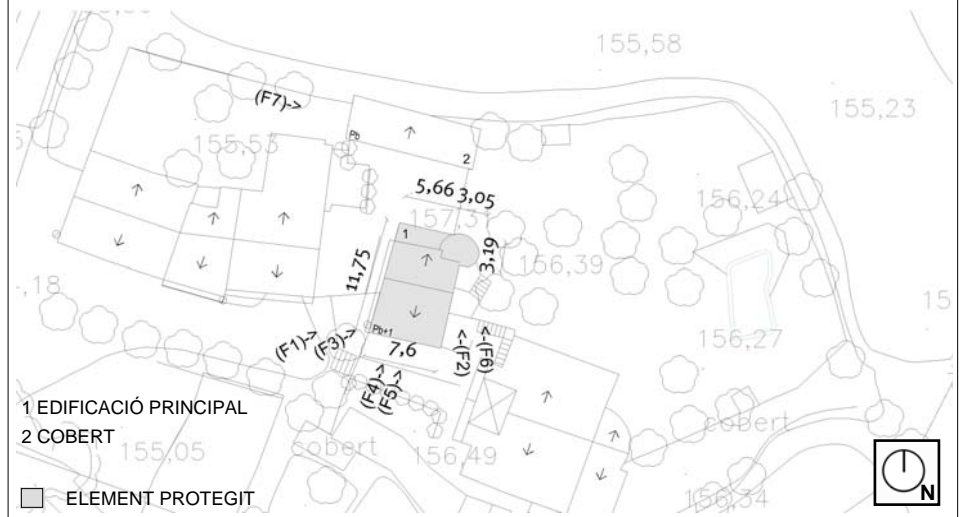 155,58
155,23
(F7)->
Pb
155,53
2
5,66 3,05
156,24
157,3
1
3,19
11,75
156,39
,18
15
Pb+1
(F1)->
(F3)->
7,6
<-(F2)
<-(F6)
156,27
(F4)->
(F5)->
1 EDIFICACIÓ PRINCIPAL
2 COBERT
155,05
cobert
156,49
cobert
156,34
ELEMENT PROTEGIT
N